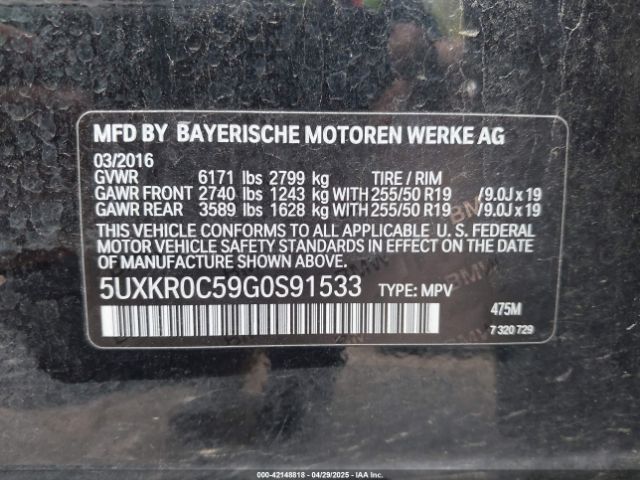 MFD BY BAYERISCHE MOTOREN WERKE AG
03/2016
GVWR 6171 lbs 2799 kg TIRE / RIM
GAWR FRONT 2740 lbs 1243 kg WITH 255/50 R19 /9.0J x 19
GAWR REAR 3589 lbs 1628 kg WITH 255/50 R19 /9.0J x 19
THIS VEHICLE CONFORMS TO ALL APPLICABLE U. S. FEDERAL
MOTOR VEHICLE SAFETY STANDARDS IN EFFECT ON THE DATE
OF MANUFACTURE SHOWN ABOVE.
5UXKR0C59G0S91533 TYPE: MPV
475M
7 320 729
000-42148818 - 04/29/2025 - IAA Inc.